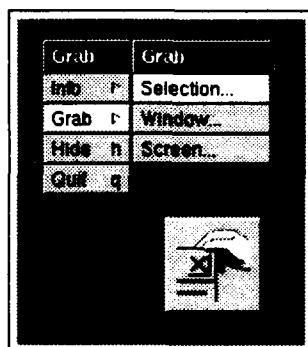 Grab Grab
Info Selection...
Grab Window...
Hide h Screen...
Quit q